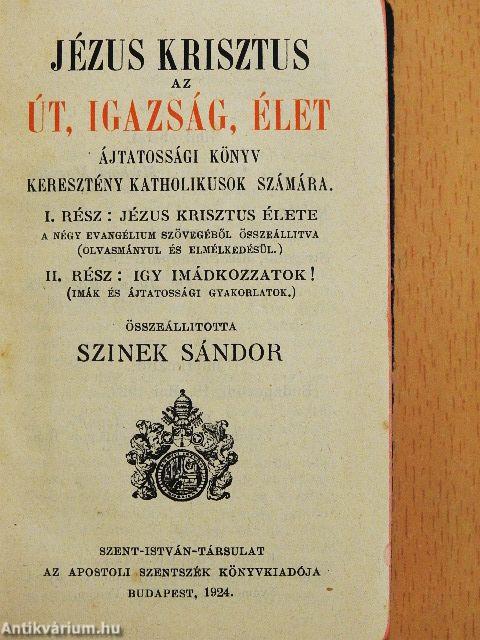 JÉZUS KRISZTUS
AZ
ÚT, IGAZSÁG, ÉLET
ÁJTATOSSÁGI KÖNYV
KERESZTÉNY KATHOLIKUSOK SZÁMÁRA.
I. RÉSZ: JÉZUS KRISZTUS ÉLETE
A NÉGY EVANGÉLIUM SZÖVEGÉBŐL ÖSSZEÁLLITVA
(OLVASMÁNYUL ÉS ELMÉLKEDÉSÜL.)
II. RÉSZ: IGY IMÁDKOZZATOK!
(IMÁK ÉS ÁJTATOSSÁGI GYAKORLATOK.)
ÖSSZEÁLLITOTTA
SZINEK SÁNDOR
SZENT-ISTVÁN-TÁRSULAT
AZ APOSTOLI SZENTSZÉK KÖNYVKIADÓJA
BUDAPEST, 1924.
Antikvárium.hu